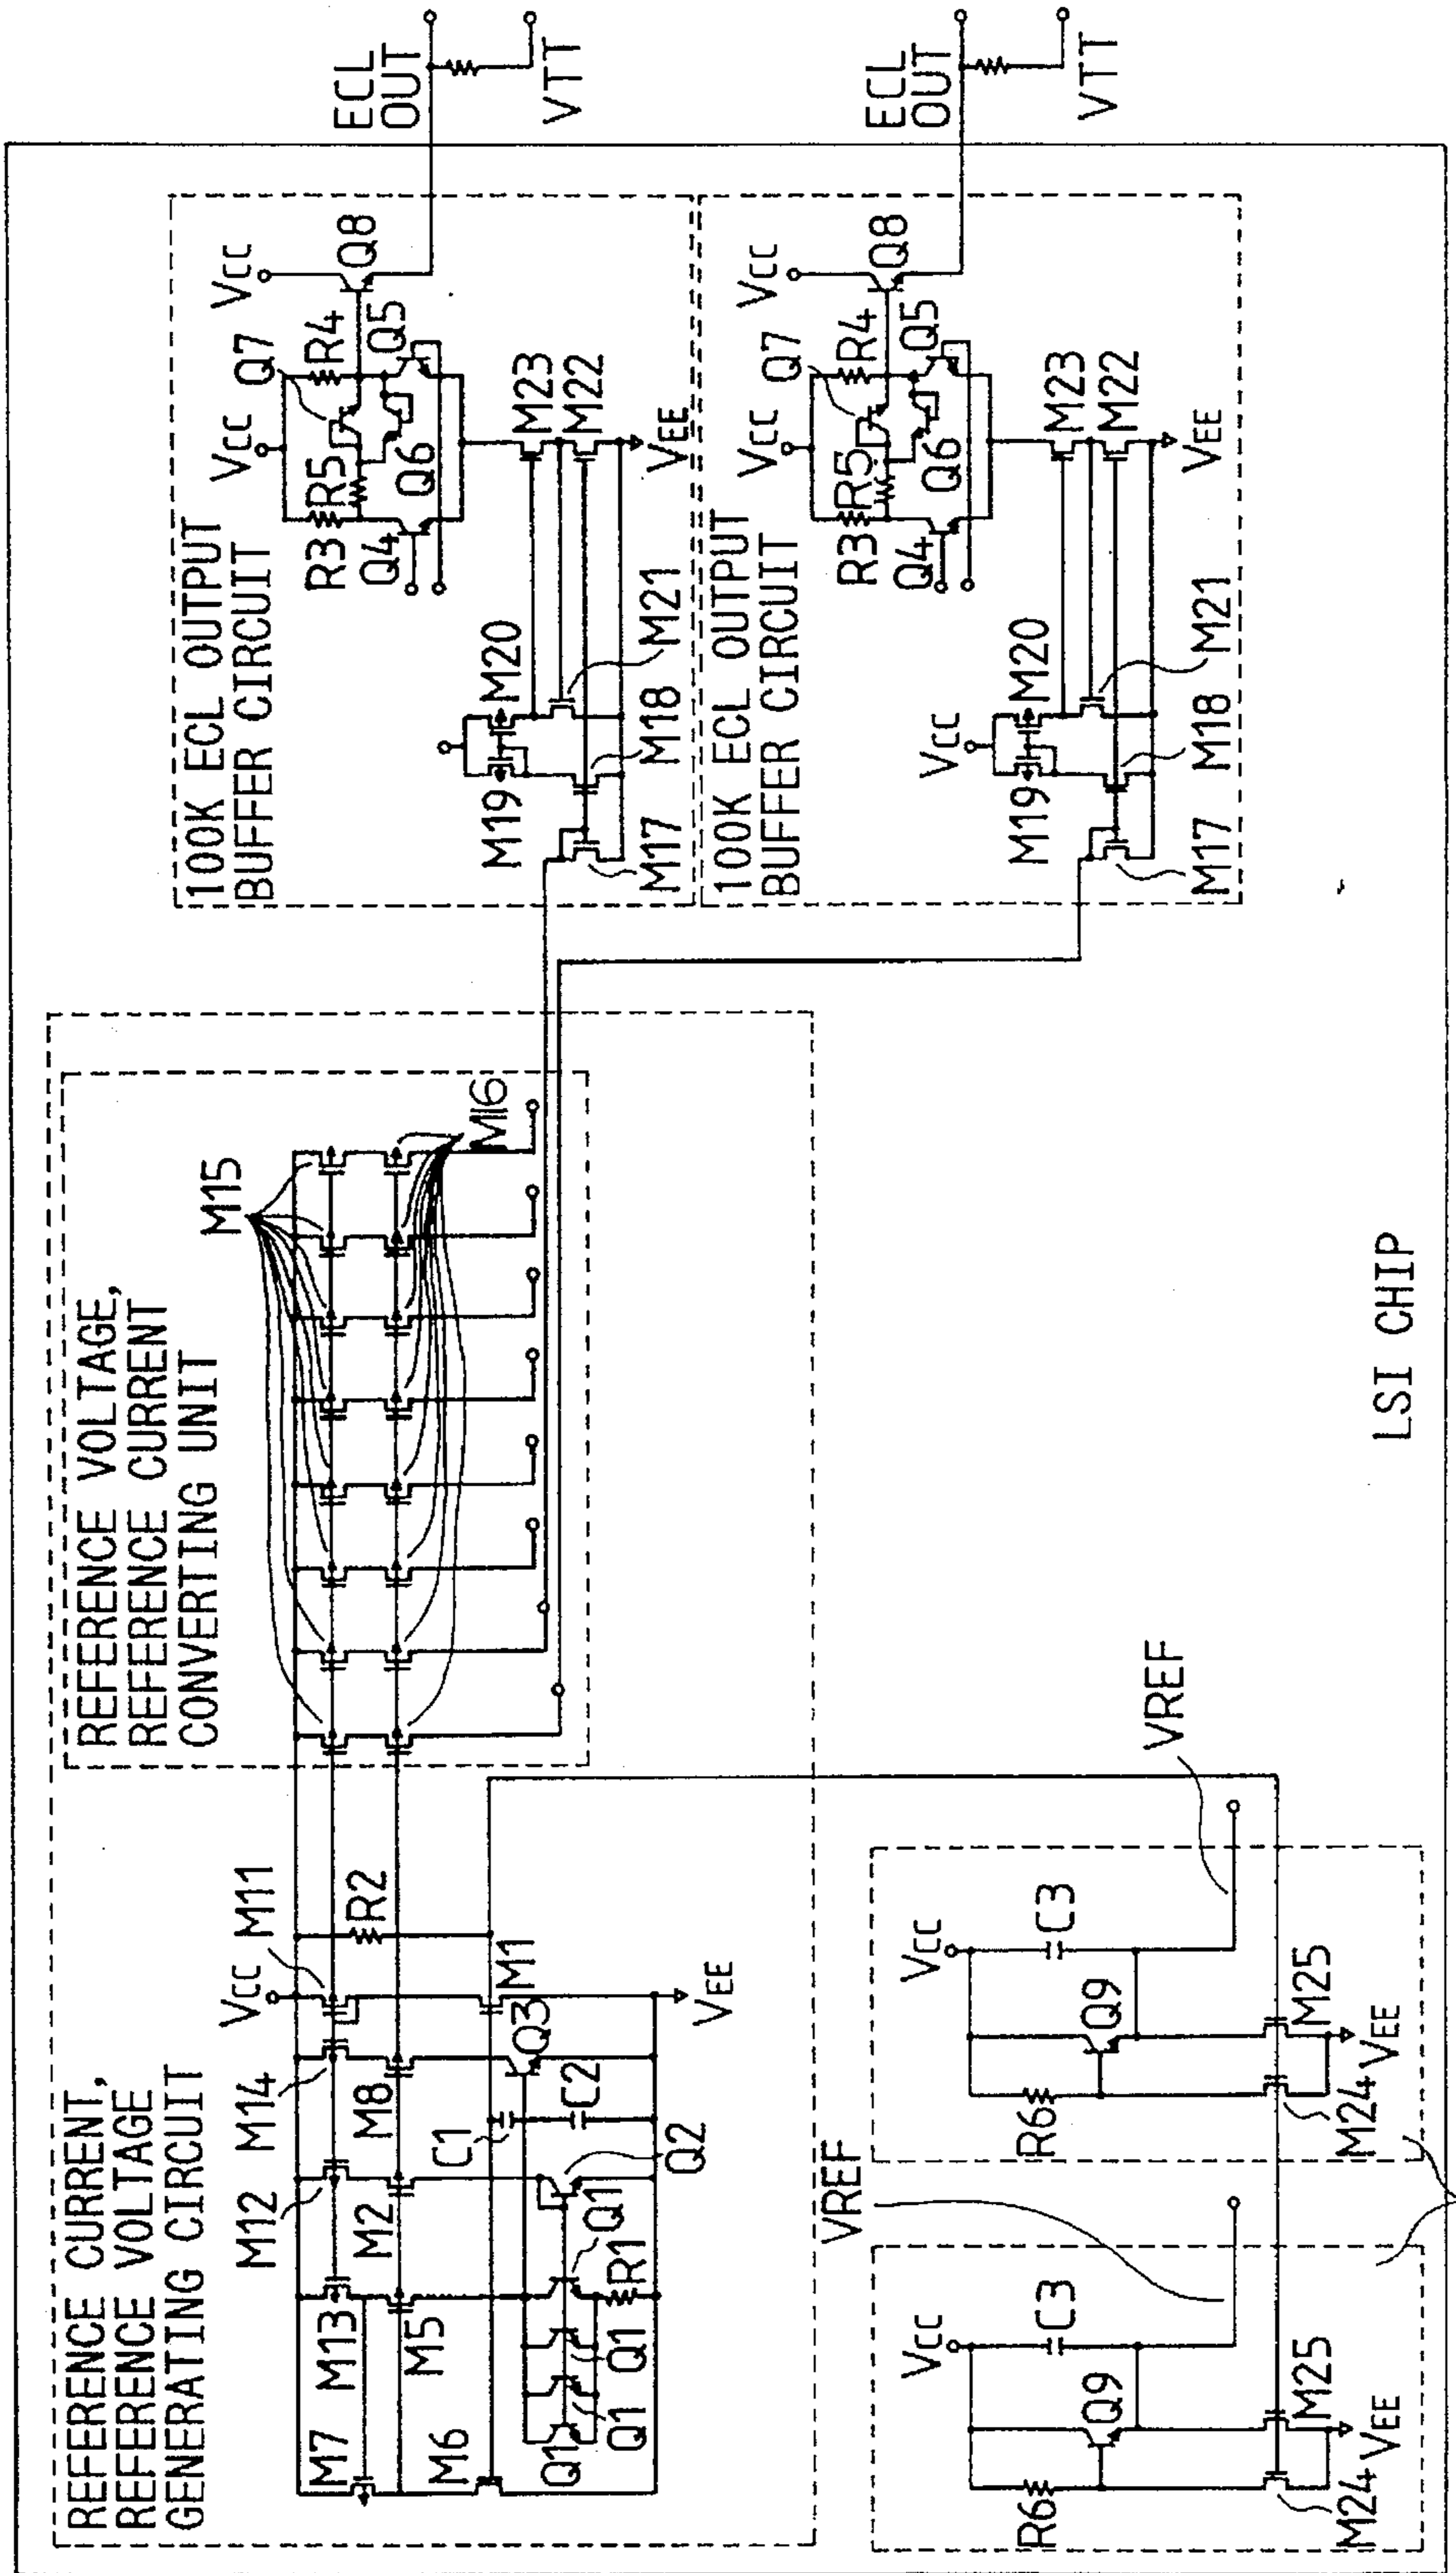 REFERENCE CURRENT,
REFERENCE VOLTAGE
GENERATING CIRCUIT
REFERENCE VOLTAGE,
REFERENCE CURRENT
CONVERTING UNIT
M15
M16
M7
M13
M12
M14
VCC
M11
M5
M2
M8
R2
M6
M1
Q3
C1
C2
Q1
Q1
Q1
Q1
R1
Q2
VEE
100K ECL OUTPUT
BUFFER CIRCUIT
VCC
Q7
VCC
R3
R5
R4
Q4
Q6
Q5
Q8
M19
M20
M23
M22
M17
M18
M21
VEE
ECL
OUT
VTT
100K ECL OUTPUT
BUFFER CIRCUIT
VCC
Q7
VCC
R3
R5
R4
Q4
Q6
Q5
Q8
VCC
M19
M20
M23
M22
M17
M18
M21
VEE
ECL
OUT
VTT
VREF
VCC
C3
Q9
R6
M25
M24
VEE
VREF
VCC
C3
Q9
R6
M25
M24
VEE
LSI CHIP